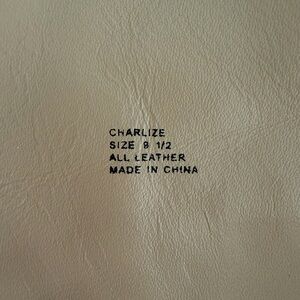 CHARLIZE
SIZE 8 1/2
ALL LEATHER
MADE IN CHINA